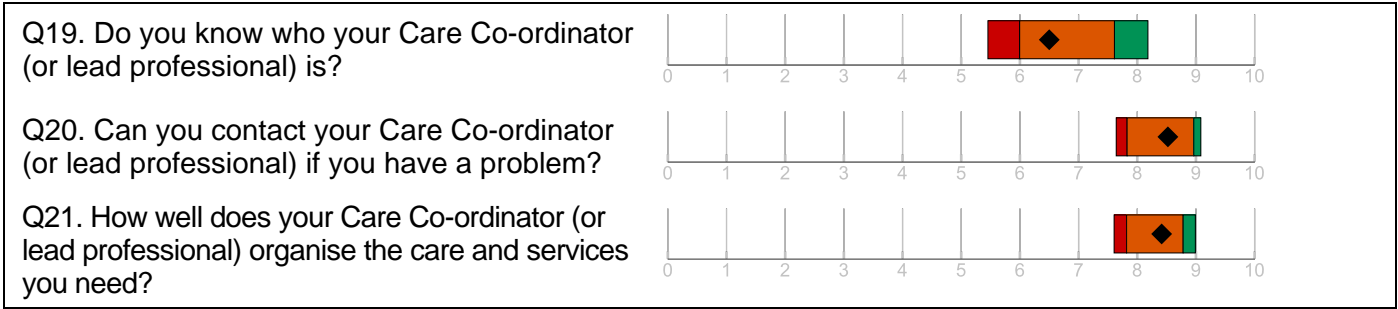 Q19. Do you know who your Care Co-ordinator
(or lead professional) is?
0 1 2 3 4 5 6 7 8 9 10
Q20. Can you contact your Care Co-ordinator
(or lead professional) if you have a problem?
0 1 2 3 4 5 6 7 8 9 10
Q21. How well does your Care Co-ordinator (or
lead professional) organise the care and services
you need?
0 1 2 3 4 5 6 7 8 9 10